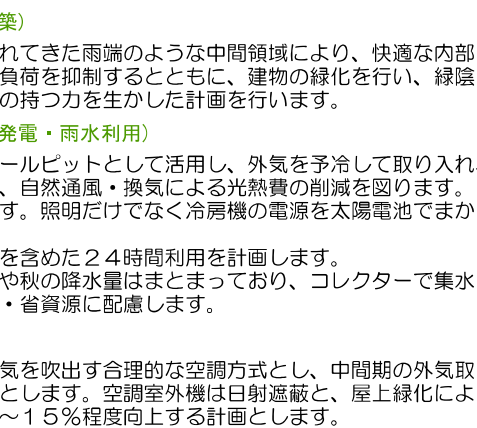 築）
れてきた雨端のような中間領域により、快適な内部
負荷を抑制するとともに、建物の緑化を行い、緑陰
の持つ力を生かした計画を行います。
発電・雨水利用）
ールピットとして活用し、外気を予冷して取り入れ
、自然通風・換気による光熱費の削減を図ります。
す。照明だけでなく冷房機の電源を太陽電池でまか
を含めた２４時間利用を計画します。
や秋の降水量はまとまっており、コレクターで集水
・省資源に配慮します。
気を吹出す合理的な空調方式とし、中間期の外気取
とします。空調室外機は日射遮蔽と、屋上緑化によ
～１５％程度向上する計画とします。